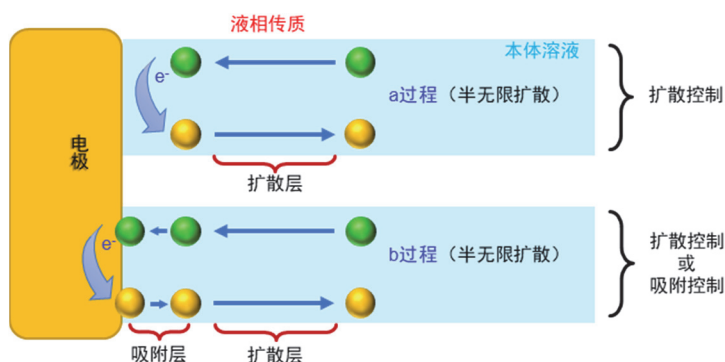 液相传质
本体溶液
e-
a过程（半无限扩散）
扩散控制
电
极
扩散层
e-
b过程（半无限扩散）
扩散控制
或
吸附控制
吸附层
扩散层